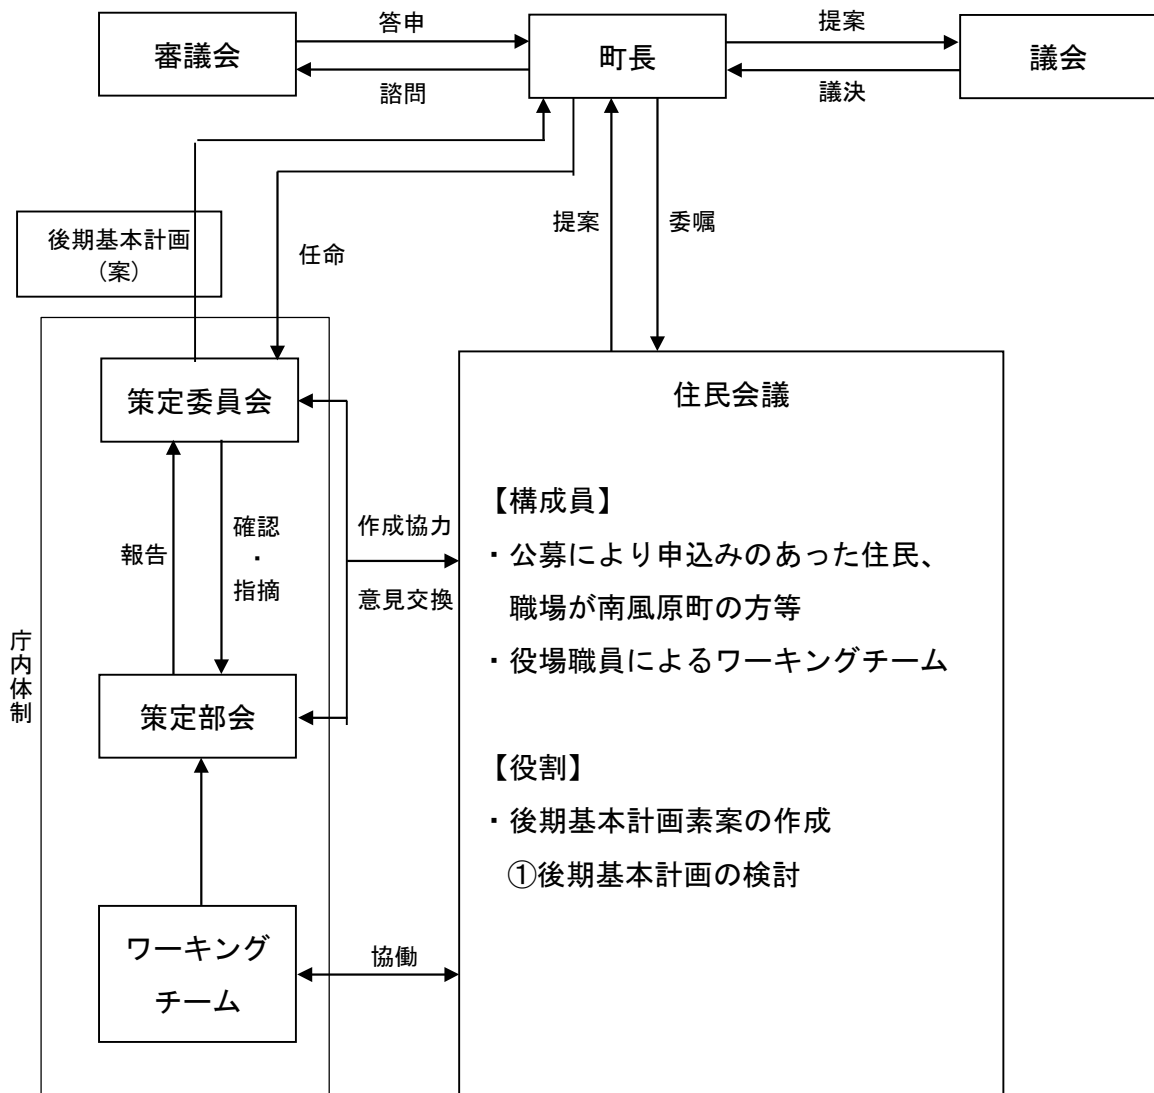 答申
提案
審議会
町長
議会
諮問
議決
後期基本計画
（案）
任命
提案
委嘱
策定委員会
住民会議
報告
確認
・
指摘
作成協力
意見交換
【構成員】
・公募により申込みのあった住民、
職場が南風原町の方等
・役場職員によるワーキングチーム
庁内体制
策定部会
【役割】
・後期基本計画素案の作成
①後期基本計画の検討
ワーキング
チーム
協働